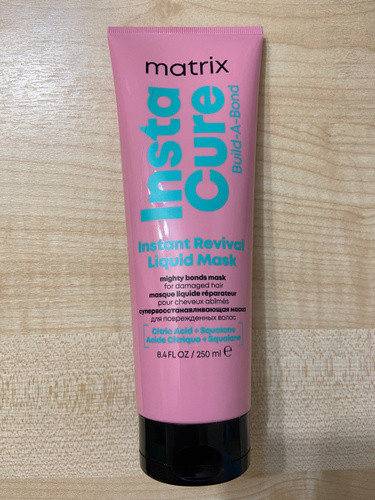 matrix
Insta
Cure
Build-A-Bond
Instant Revival
Liquid Mask
mighty bonds mask
for damaged hair
masque liquide réparateur
pour cheveux abîmés
супервосстанавливающая маска
для поврежденных волос
Citric Acid + Squalane
Acide Citrique + Squalane
8.4 FL OZ / 250 ml ℮